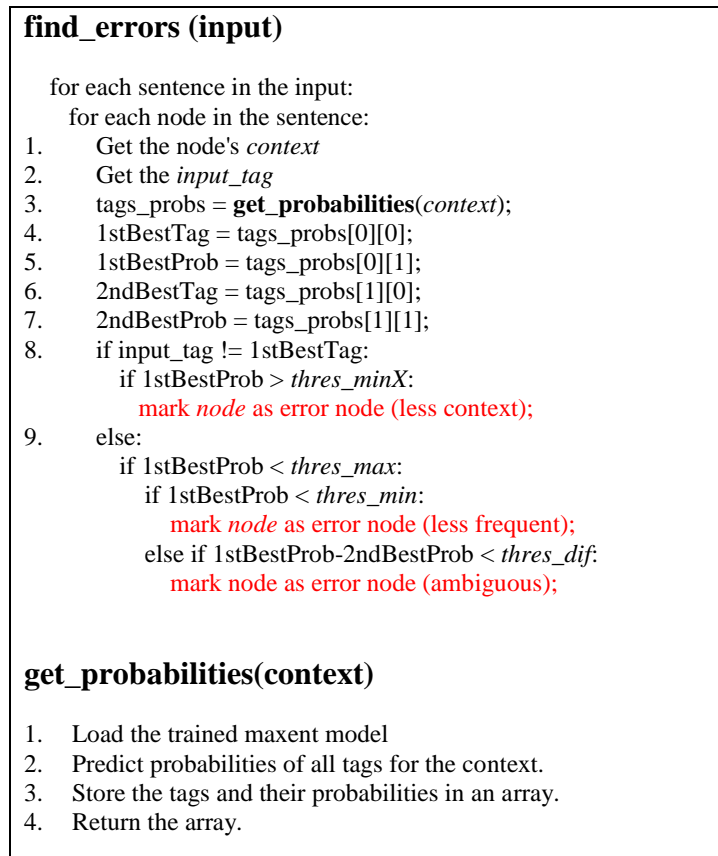 find_errors (input)
for each sentence in the input:
for each node in the sentence:
1. Get the node's context
2. Get the input_tag
3. tags_probs = get_probabilities(context);
4. 1stBestTag = tags_probs[0][0];
5. 1stBestProb = tags_probs[0][1];
6. 2ndBestTag = tags_probs[1][0];
7. 2ndBestProb = tags_probs[1][1];
8. if input_tag != 1stBestTag:
if 1stBestProb > thres_minX:
mark node as error node (less context);
9. else:
if 1stBestProb < thres_max:
if 1stBestProb < thres_min:
mark node as error node (less frequent);
else if 1stBestProb-2ndBestProb < thres_dif:
mark node as error node (ambiguous);
get_probabilities(context)
1. Load the trained maxent model
2. Predict probabilities of all tags for the context.
3. Store the tags and their probabilities in an array.
4. Return the array.